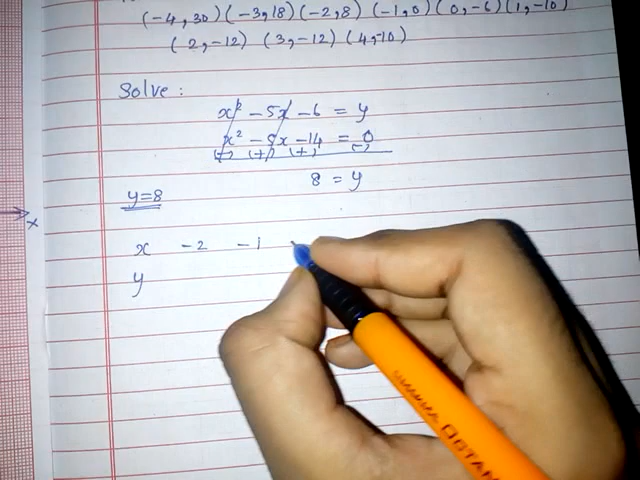 (-4, 30) (-3, 18) (-2, 8) (-1, 0) (0, -6) (1, -10)
(2, -12) (3, -12) (4, -10)
Solve :
x² - 5x - 6 = y
x² - 5x - 14 = 0
(-) (+) (+) (-)
8 = y
y = 8
x -2 -1
y
x